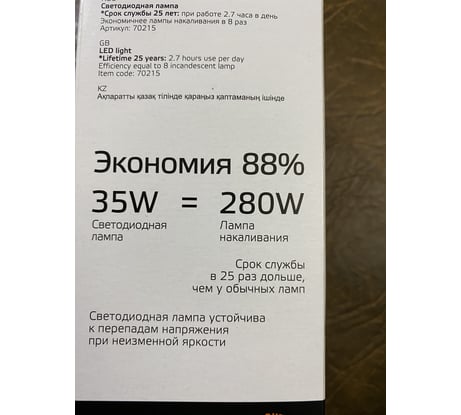 Светодиодная лампа
*Срок службы 25 лет: при работе 2.7 часа в день
Экономичнее лампы накаливания в 8 раз
Артикул: 70215
GB
LED light
*Lifetime 25 years: 2.7 hours use per day
Efficiency equal to 8 incandescent lamp
Item code: 70215
KZ
Ақпаратты қазақ тілінде қараңыз қаптаманың ішінде
Экономия 88%
35W = 280W
Светодиодная Лампа
лампа накаливания
Срок службы
в 25 раз дольше,
чем у обычных ламп
Светодиодная лампа устойчива
к перепадам напряжения
при неизменной яркости